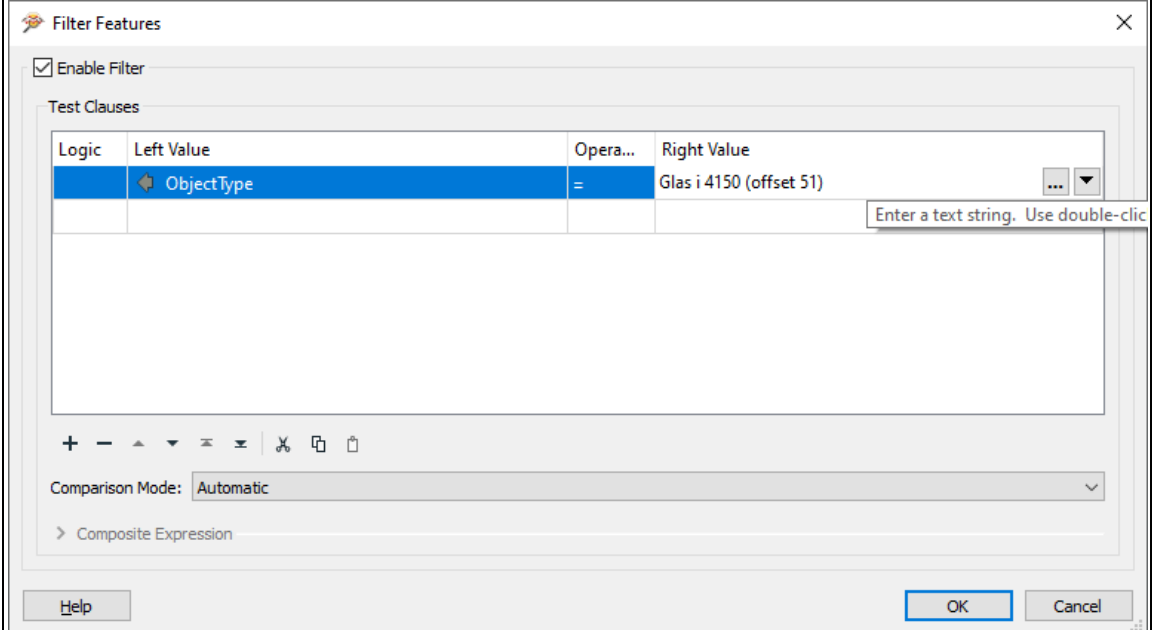 Filter Features
Enable Filter
Test Clauses
Logic Left Value Opera... Right Value
ObjectType = Glas i 4150 (offset 51) ...
Enter a text string. Use double-clic
Comparison Mode: Automatic
Composite Expression
Help OK Cancel